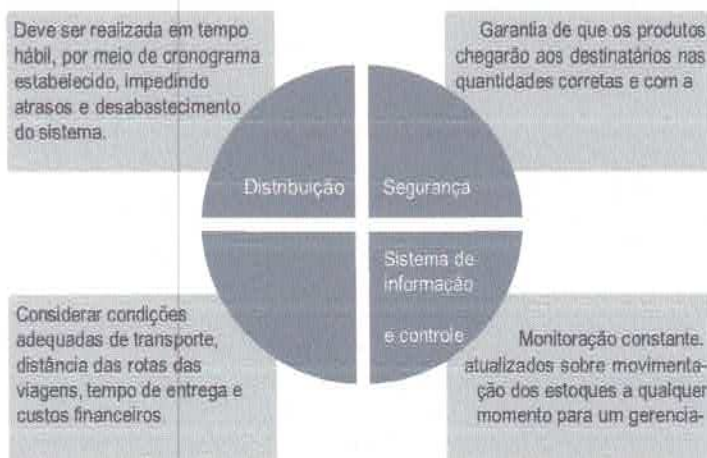 Deve ser realizada em tempo
hábil, por meio de cronograma
estabelecido, impedindo
atrasos e desabastecimento
do sistema.
Garantia de que os produtos
chegarão aos destinatários nas
quantidades corretas e com a
Distribuição
Segurança
Sistema de
informação
e controle
Considerar condições
adequadas de transporte,
distância das rotas das
viagens, tempo de entrega e
custos financeiros
Monitoração constante.
atualizados sobre movimenta-
ção dos estoques a qualquer
momento para um gerencia-